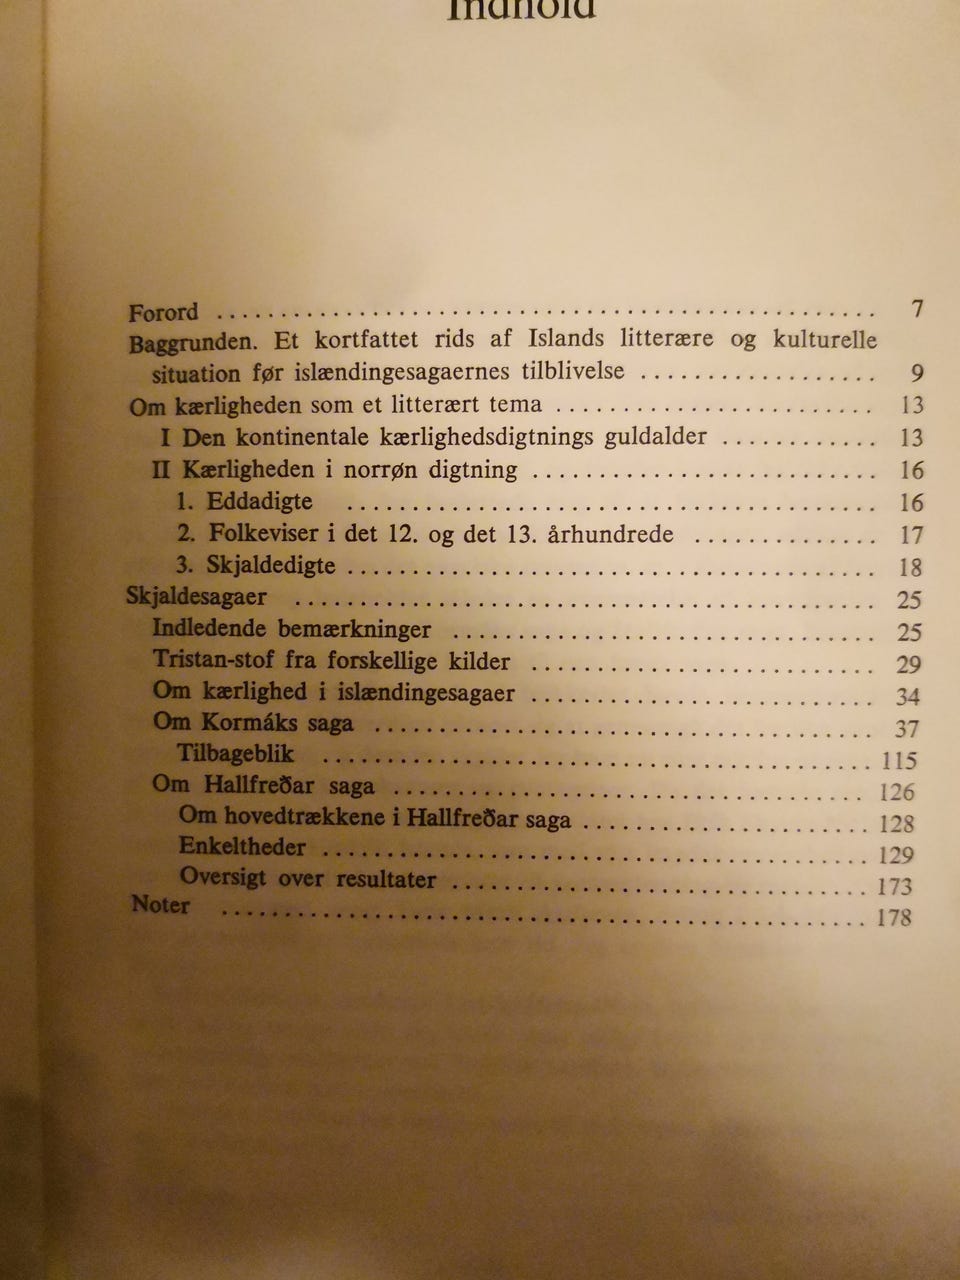 Indhold
Forord ........ 7
Baggrunden. Et kortfattet rids af Islands litterære og kulturelle
situation før islændingesagaernes tilblivelse ........ 9
Om kærligheden som et litterært tema ........ 13
I Den kontinentale kærlighedsdigtnings guldalder ........ 13
II Kærligheden i norrøn digtning ........ 16
1. Eddadigte ........ 16
2. Folkeviser i det 12. og det 13. århundrede ........ 17
3. Skjaldedigte ........ 18
Skjaldesagaer ........ 25
Indledende bemærkninger ........ 25
Tristan-stof fra forskellige kilder ........ 29
Om kærlighed i islændingesagaer ........ 34
Om Kormáks saga ........ 37
Tilbageblik ........ 115
Om Hallfreðar saga ........ 126
Om hovedtrækkene i Hallfreðar saga ........ 128
Enkeltheder ........ 129
Oversigt over resultater ........ 173
Noter ........ 178